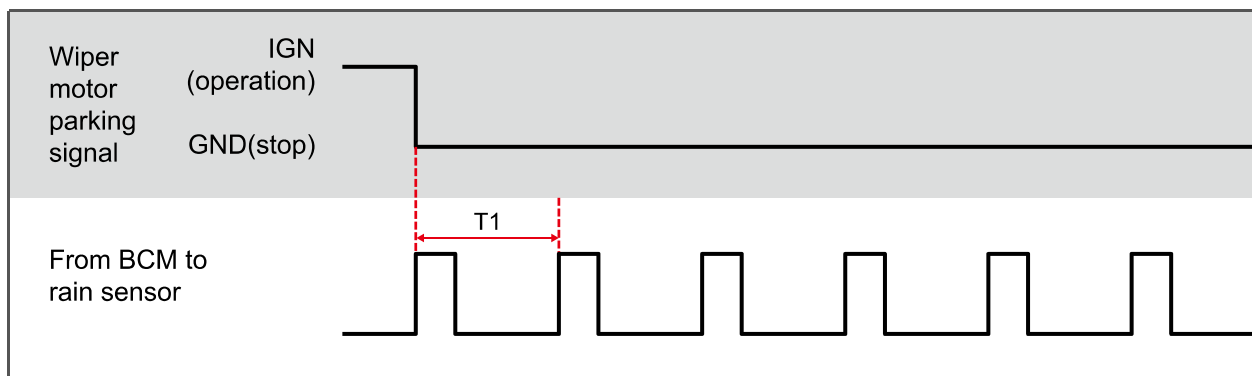 Wiper
motor
parking
signal
IGN
(operation)
GND(stop)
T1
From BCM to
rain sensor